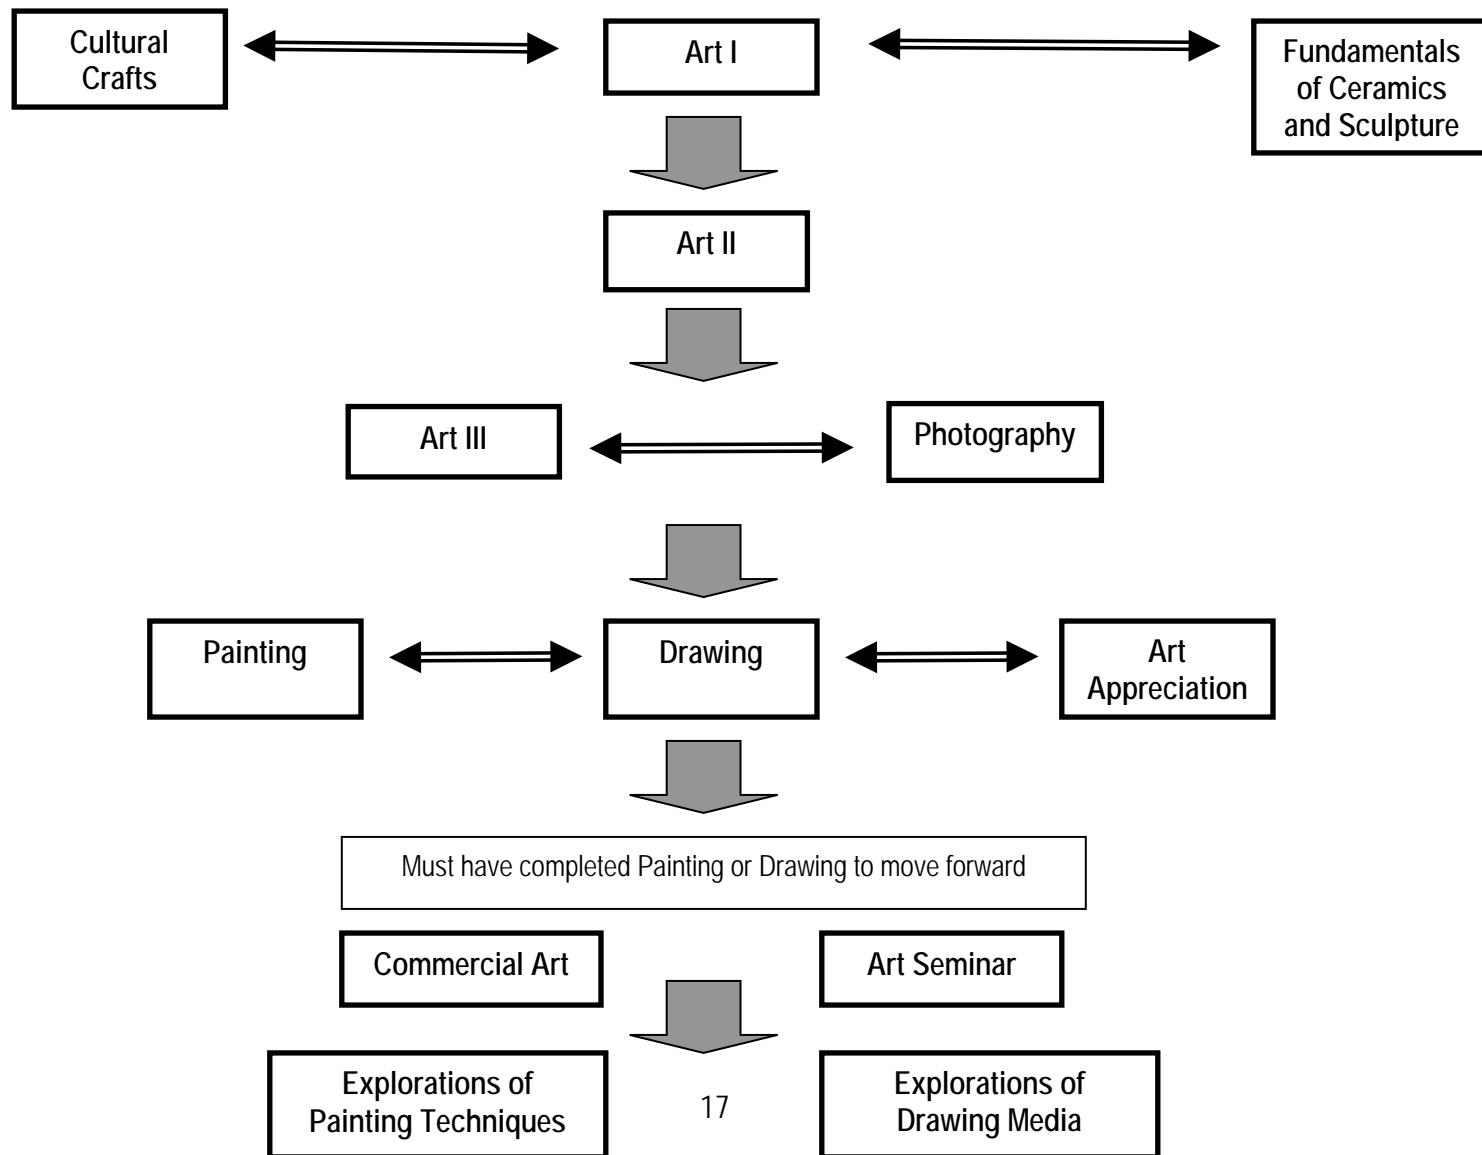 Cultural
Crafts
Art I
Fundamentals
of Ceramics
and Sculpture
Art II
Art III
Photography
Painting
Drawing
Art
Appreciation
Must have completed Painting or Drawing to move forward
Commercial Art
Art Seminar
Explorations of
Painting Techniques
17
Explorations of
Drawing Media